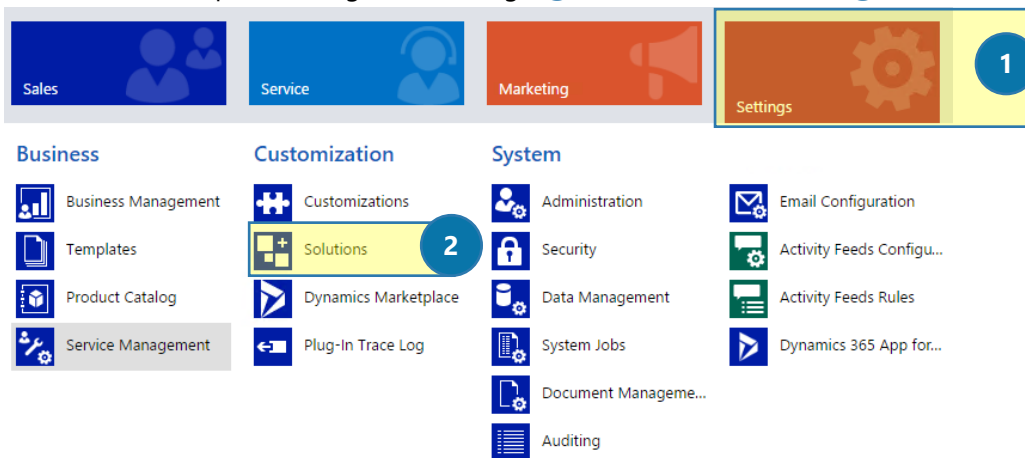 Sales
Service
Marketing
Settings
1
Business
Customization
System
Business Management
Customizations
Administration
Email Configuration
Templates
Solutions
2
Security
Activity Feeds Configu...
Product Catalog
Dynamics Marketplace
Data Management
Activity Feeds Rules
Service Management
Plug-In Trace Log
System Jobs
Dynamics 365 App for...
Document Manageme...
Auditing